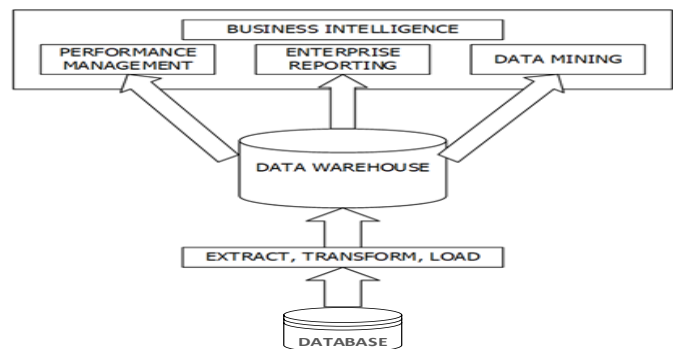 BUSINESS INTELLIGENCE
PERFORMANCE
MANAGEMENT
ENTERPRISE
REPORTING
DATA MINING
DATA WAREHOUSE
EXTRACT, TRANSFORM, LOAD
DATABASE